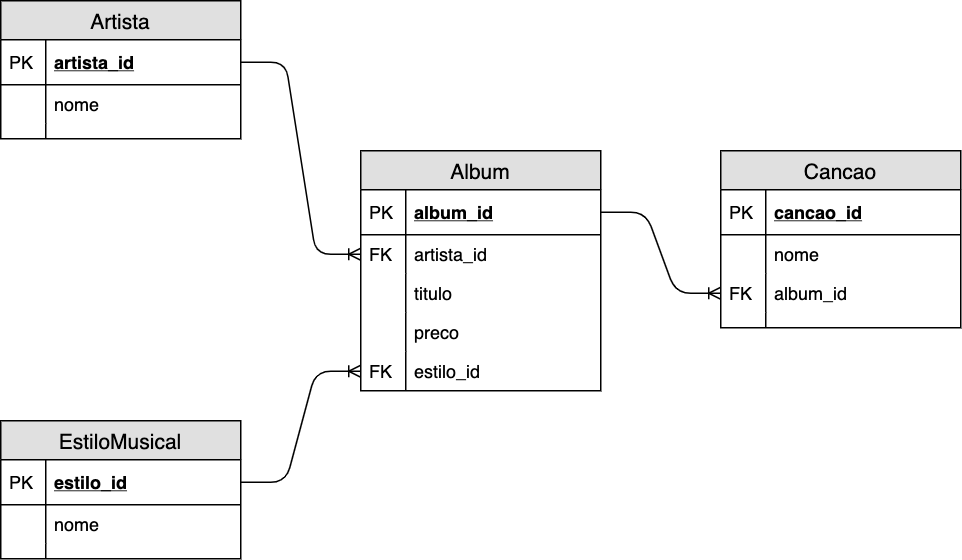 Artista
PK artista_id
nome
Album
PK album_id
FK artista_id
titulo
preco
FK estilo_id
Cancao
PK cancao_id
nome
FK album_id
EstiloMusical
PK estilo_id
nome